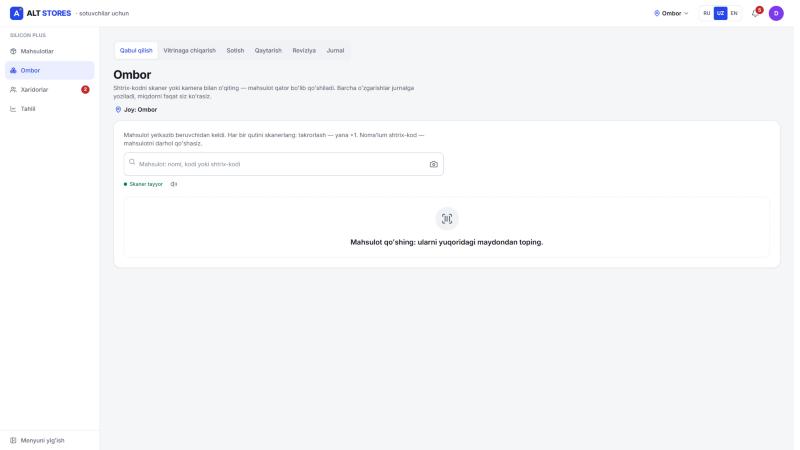 ALT STORES · sotuvchilar uchun
Ombor
RU UZ EN
5
D
SILICON PLUS
Mahsulotlar
Ombor
Xaridorlar 2
Tahlil
Menyuni yig'ish
Qabul qilish Vitrinaga chiqarish Sotish Qaytarish Reviziya Jurnal
Ombor
Shtrix-kodni skaner yoki kamera bilan o'qiting — mahsulot qator bo'lib qo'shiladi. Barcha o'zgarishlar jurnalga
yoziladi, miqdorni faqat siz ko'rasiz.
Joy: Ombor
Mahsulot yetkazib beruvchidan keldi. Har bir qutini skanerlang: takrorlash — yana +1. Noma'lum shtrix-kod —
mahsulotni darhol qo'shasiz.
Mahsulot: nomi, kodi yoki shtrix-kodi
Skaner tayyor
Mahsulot qo'shing: ularni yuqoridagi maydondan toping.